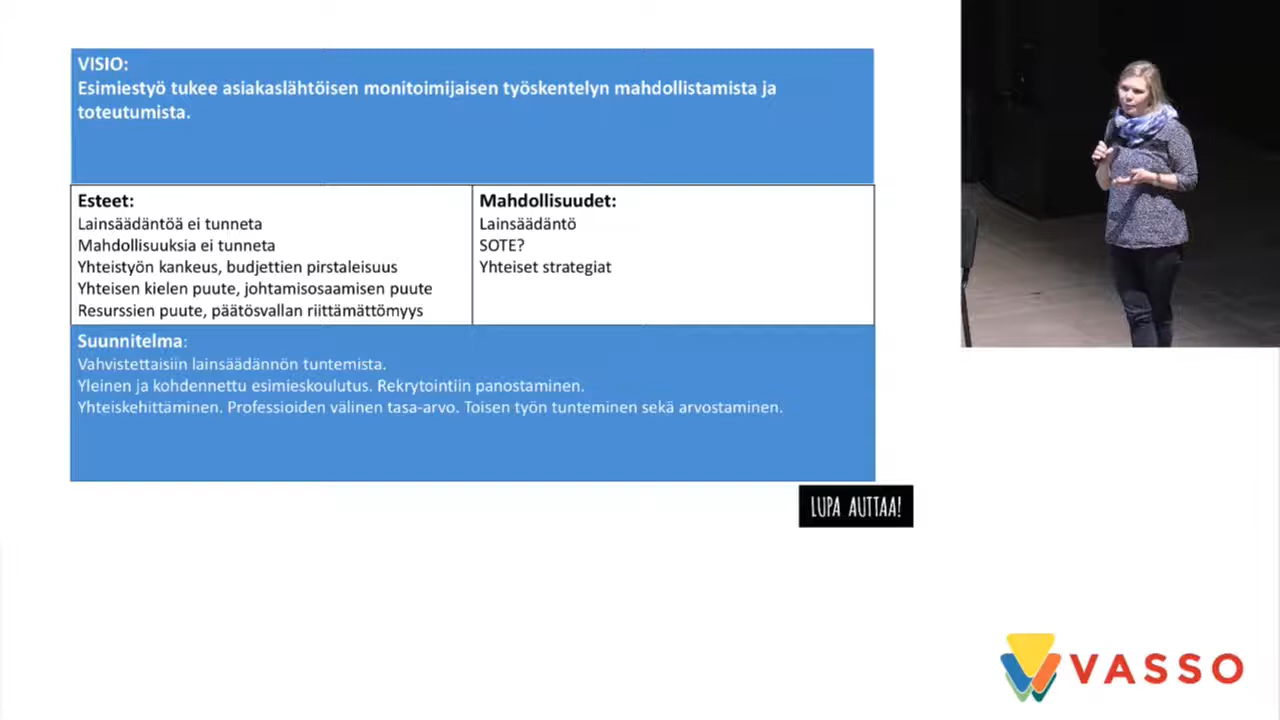 VISIO:
Esimiestyö tukee asiakaslähtöisen monitoimijaisen työskentelyn mahdollistamista ja
toteutumista.
Esteet:
Lainsäädäntöä ei tunneta
Mahdollisuuksia ei tunneta
Yhteistyön kankeus, budjettien pirstaleisuus
Yhteisen kielen puute, johtamisosaamisen puute
Resurssien puute, päätösvallan riittämättömyys
Mahdollisuudet:
Lainsäädäntö
SOTE?
Yhteiset strategiat
Suunnitelma:
Vahvistettaisiin lainsäädännön tuntemista.
Yleinen ja kohdennettu esimieskoulutus. Rekrytointiin panostaminen.
Yhteiskehittäminen. Professioiden välinen tasa-arvo. Toisen työn tunteminen sekä arvostaminen.
LUPA AUTTAA!
VASSO